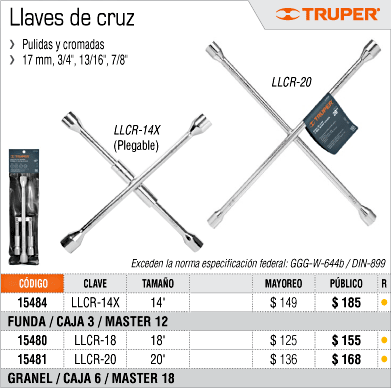 Llaves de cruz
TRUPER®
Pulidas y cromadas
17 mm, 3/4", 13/16", 7/8"
LLCR-20
LLCR-14X
(Plegable)
TRUPER
TRUPER
20"
Exceden la norma especificación federal: GGG-W-644b / DIN-899
CÓDIGO CLAVE TAMAÑO MAYOREO PÚBLICO R
15484 LLCR-14X 14' $ 149 $ 185
FUNDA / CAJA 3 / MASTER 12
15480 LLCR-18 18' $ 125 $ 155
15481 LLCR-20 20' $ 136 $ 168
GRANEL / CAJA 6 / MASTER 18